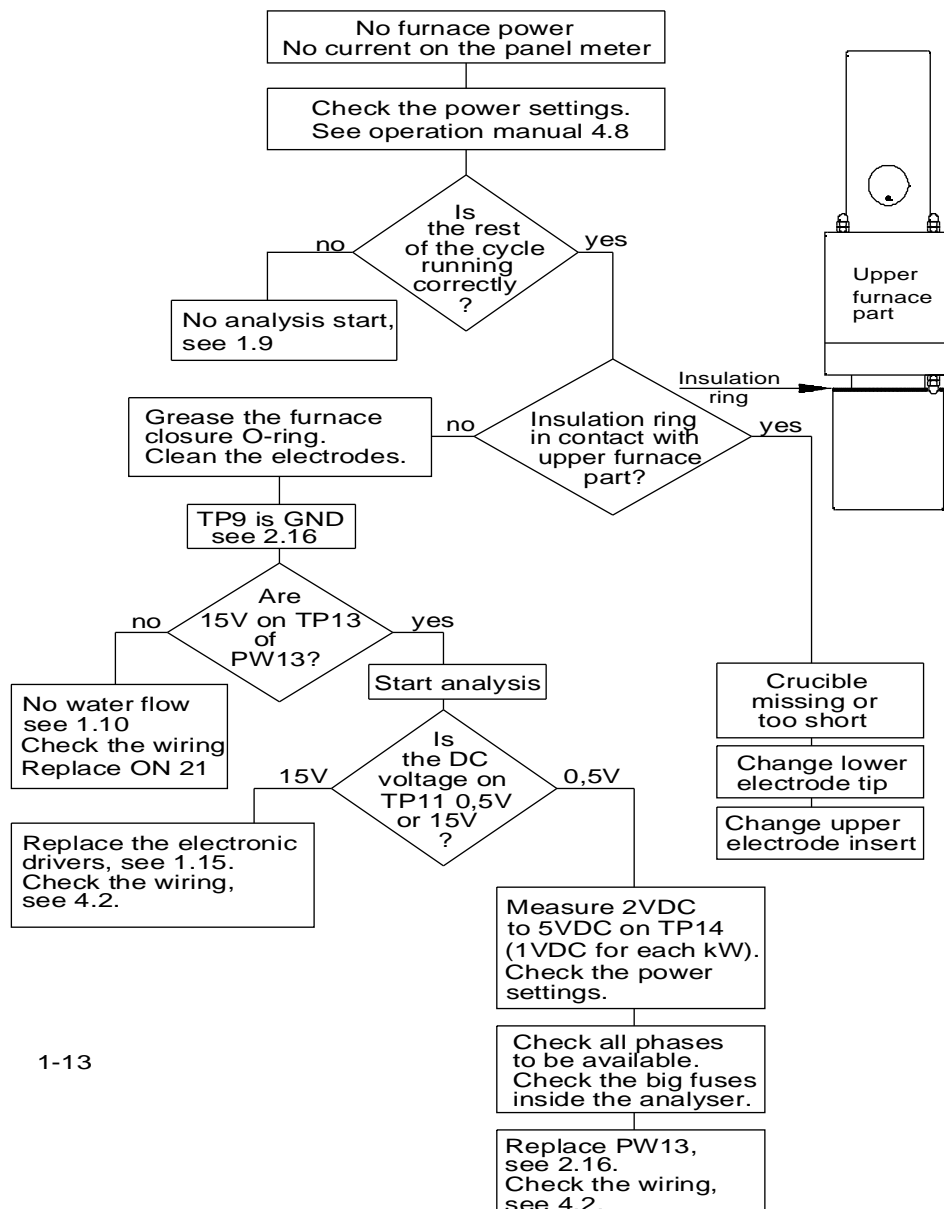 No furnace power
No current on the panel meter
Check the power settings.
See operation manual 4.8
Is
the rest
of the cycle
running
correctly
?
no
yes
No analysis start,
see 1.9
Upper
furnace
part
Insulation
ring
Insulation ring
in contact with
upper furnace
part?
no
yes
Grease the furnace
closure O-ring.
Clean the electrodes.
TP9 is GND
see 2.16
Are
15V on TP13
of
PW13?
no
yes
No water flow
see 1.10
Check the wiring
Replace ON 21
Start analysis
Crucible
missing or
too short
Change lower
electrode tip
Change upper
electrode insert
Is
the DC
voltage on
TP11 0,5V
or 15V
?
15V
0,5V
Replace the electronic
drivers, see 1.15.
Check the wiring,
see 4.2.
Measure 2VDC
to 5VDC on TP14
(1VDC for each kW).
Check the power
settings.
Check all phases
to be available.
Check the big fuses
inside the analyser.
Replace PW13,
see 2.16.
Check the wiring,
see 4.2.
1-13